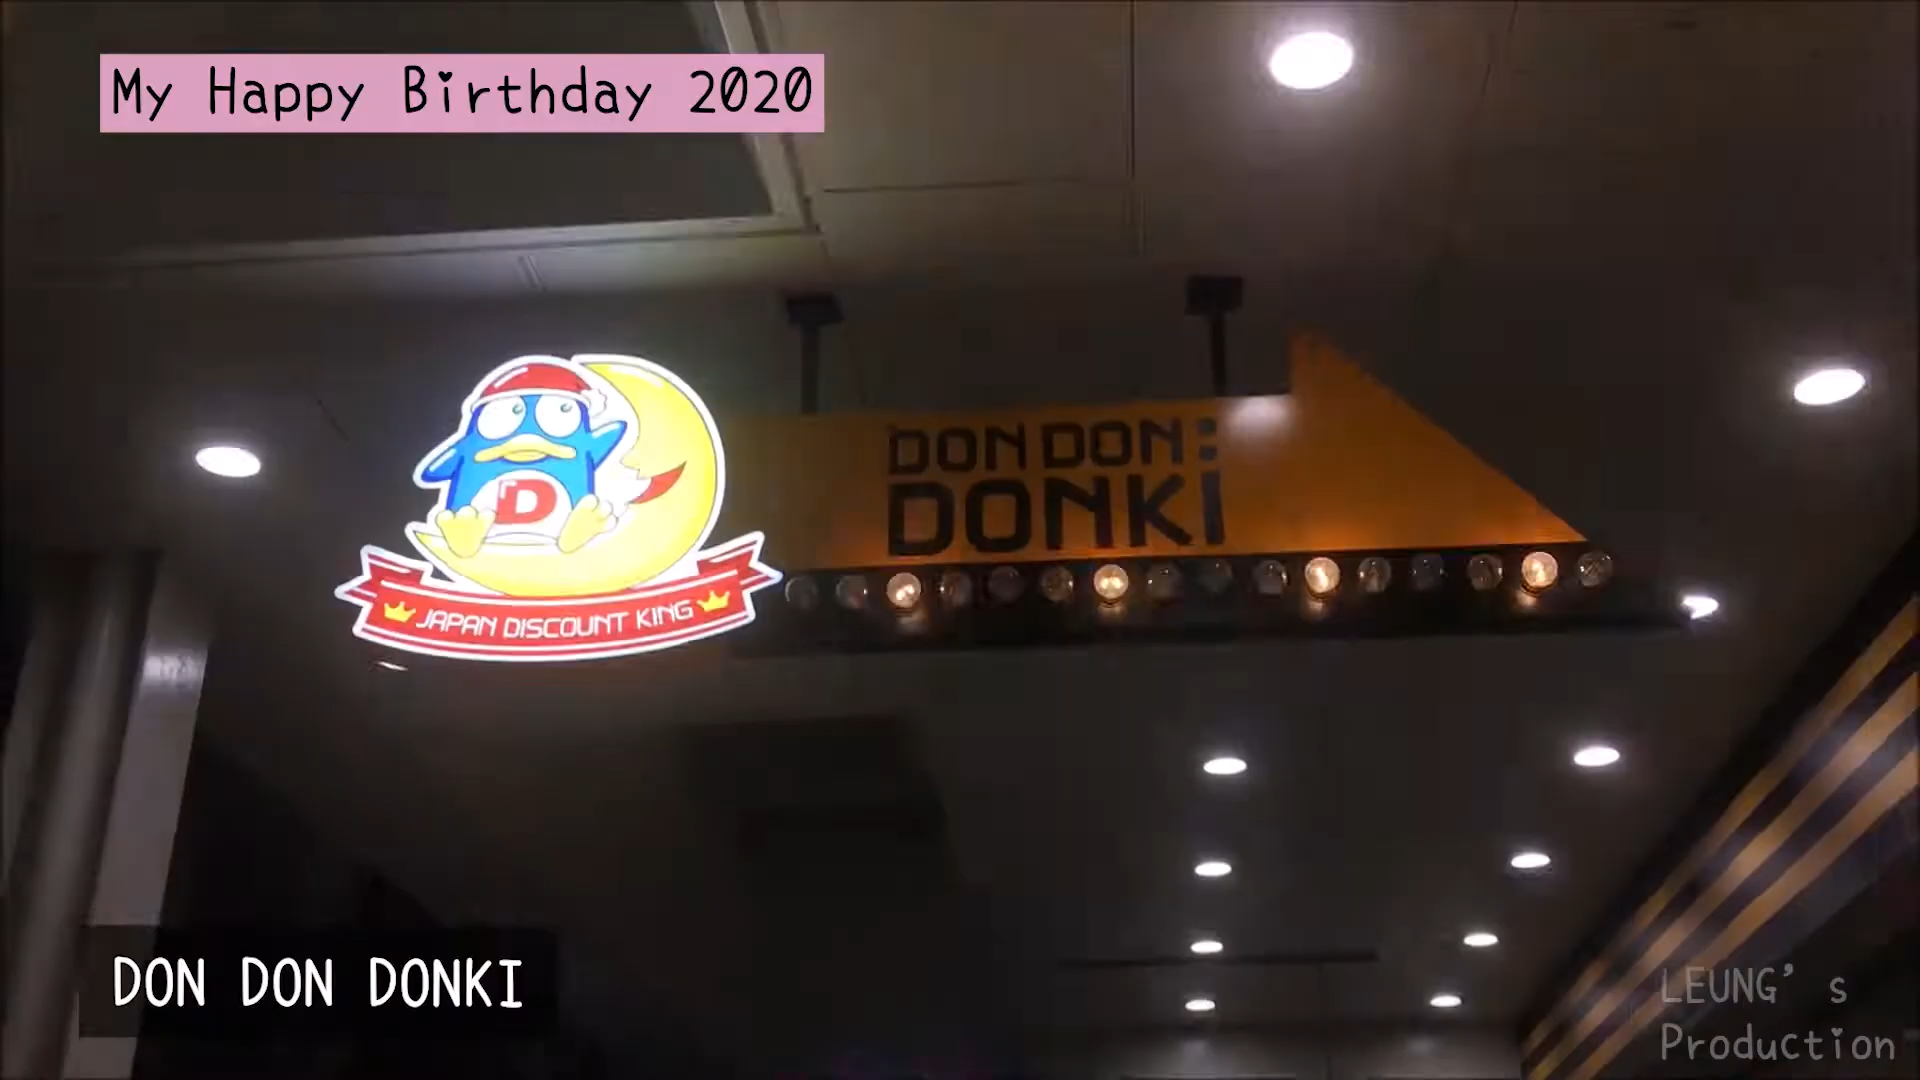 My Happy Birthday 2020
DON DON:
DONKi
D
JAPAN DISCOUNT KING
DON DON DONKI
LEUNG's
Production